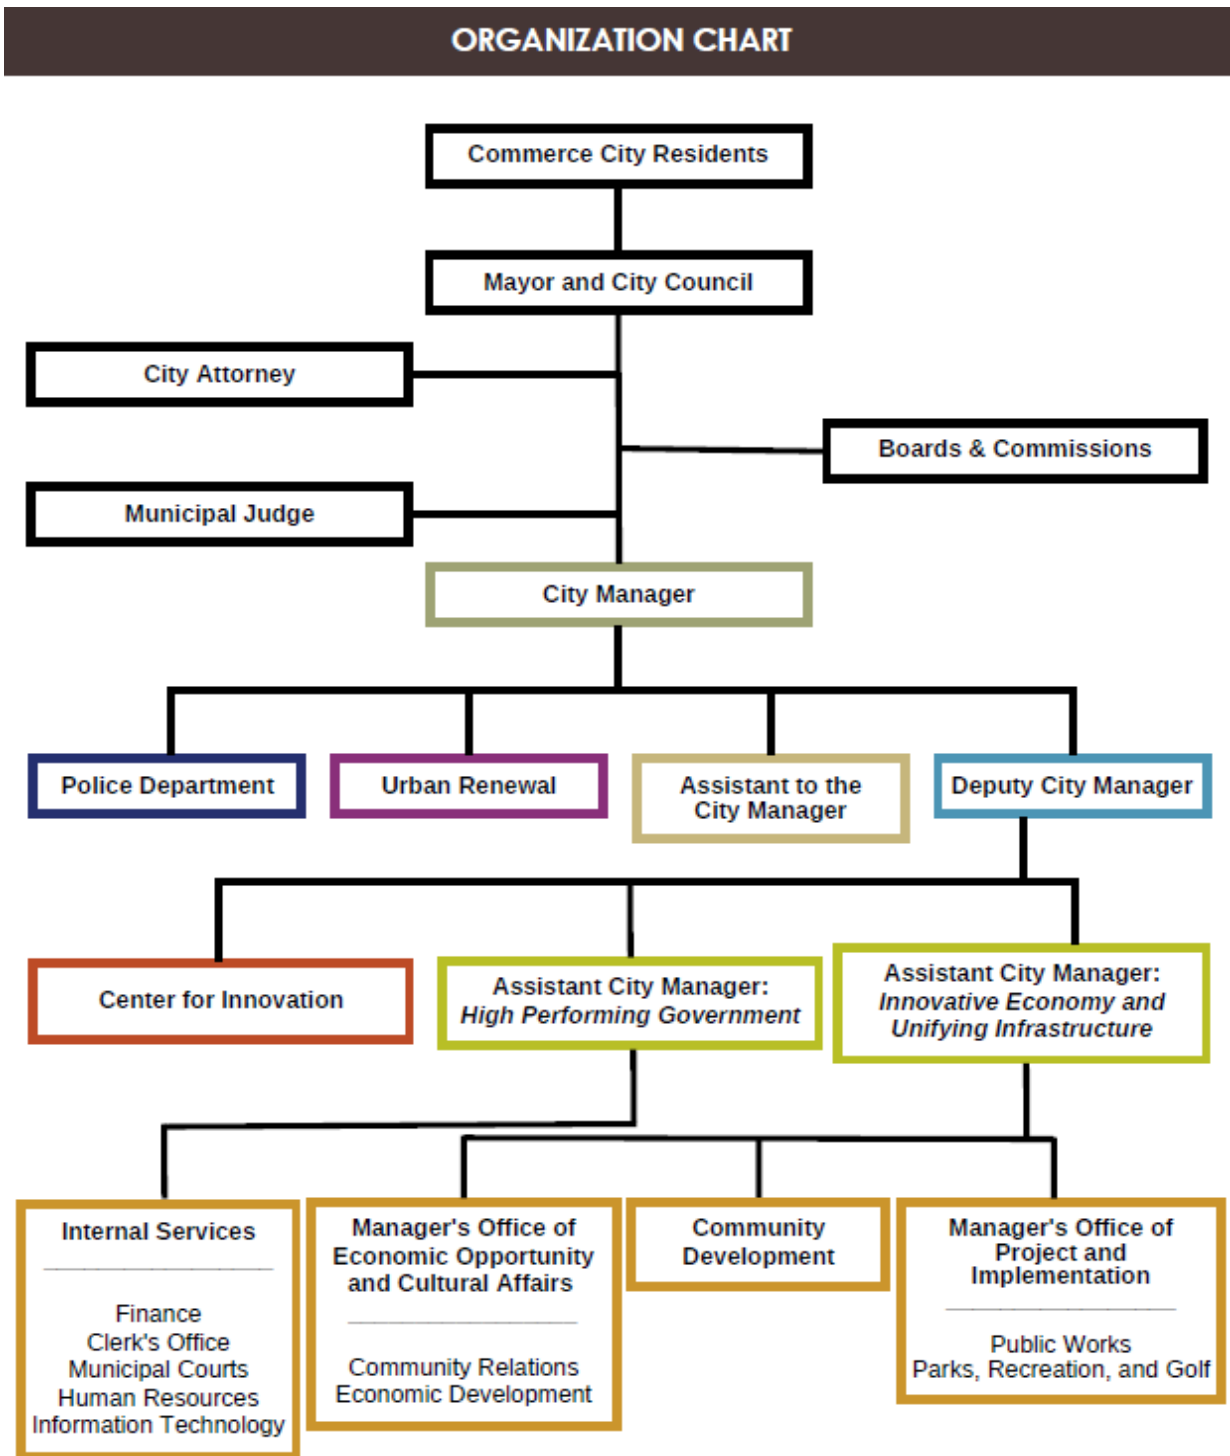 ORGANIZATION CHART
Commerce City Residents
Mayor and City Council
City Attorney
Boards & Commissions
Municipal Judge
City Manager
Police Department
Urban Renewal
Assistant to the
City Manager
Deputy City Manager
Center for Innovation
Assistant City Manager:
High Performing Government
Assistant City Manager:
Innovative Economy and
Unifying Infrastructure
Internal Services
Finance
Clerk's Office
Municipal Courts
Human Resources
Information Technology
Manager's Office of
Economic Opportunity
and Cultural Affairs
Community Relations
Economic Development
Community
Development
Manager's Office of
Project and
Implementation
Public Works
Parks, Recreation, and Golf